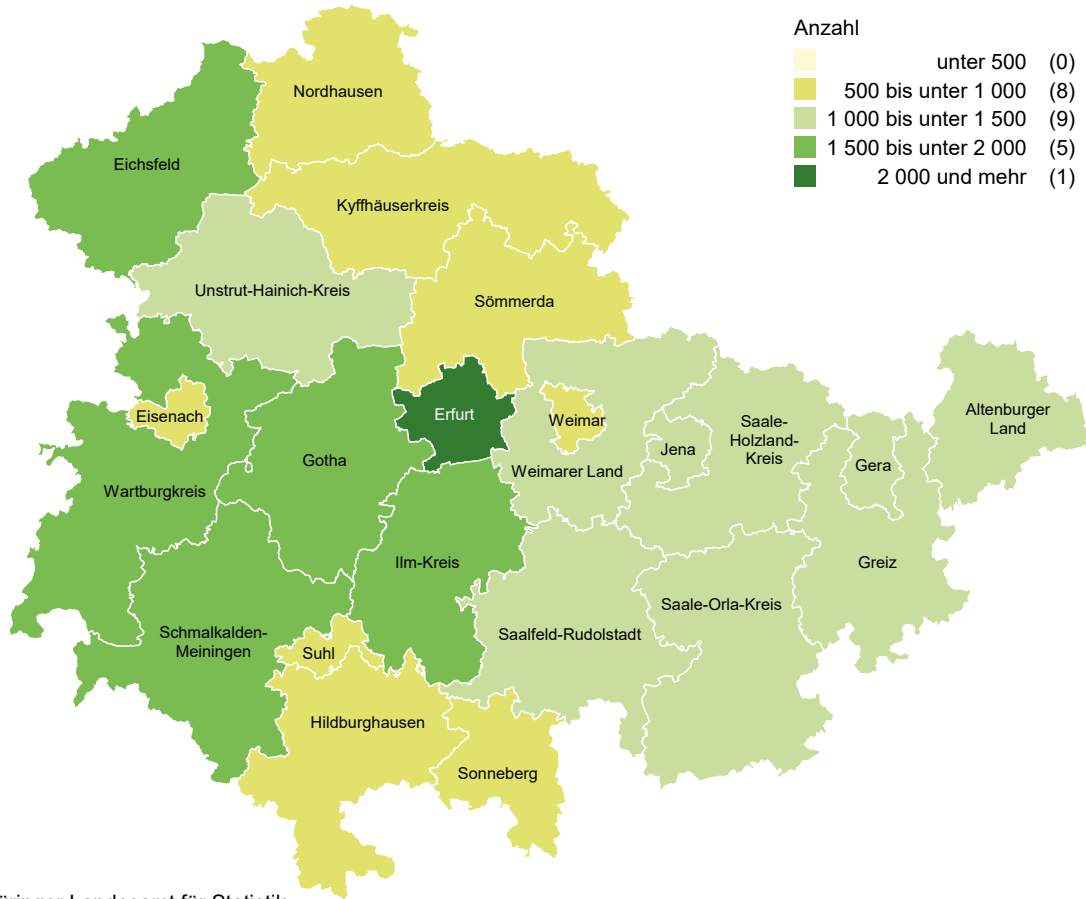 Anzahl
unter 500 (0)
500 bis unter 1 000 (8)
1 000 bis unter 1 500 (9)
1 500 bis unter 2 000 (5)
2 000 und mehr (1)
Nordhausen
Eichsfeld
Kyffhäuserkreis
Unstrut-Hainich-Kreis
Sömmerda
Eisenach
Erfurt
Weimar
Altenburger
Land
Saale-
Holzland-
Kreis
Jena
Gera
Gotha
Weimarer Land
Wartburgkreis
Ilm-Kreis
Greiz
Saale-Orla-Kreis
Schmalkalden-
Meiningen
Saalfeld-Rudolstadt
Suhl
Hildburghausen
Sonneberg
Landesamt für Statistik